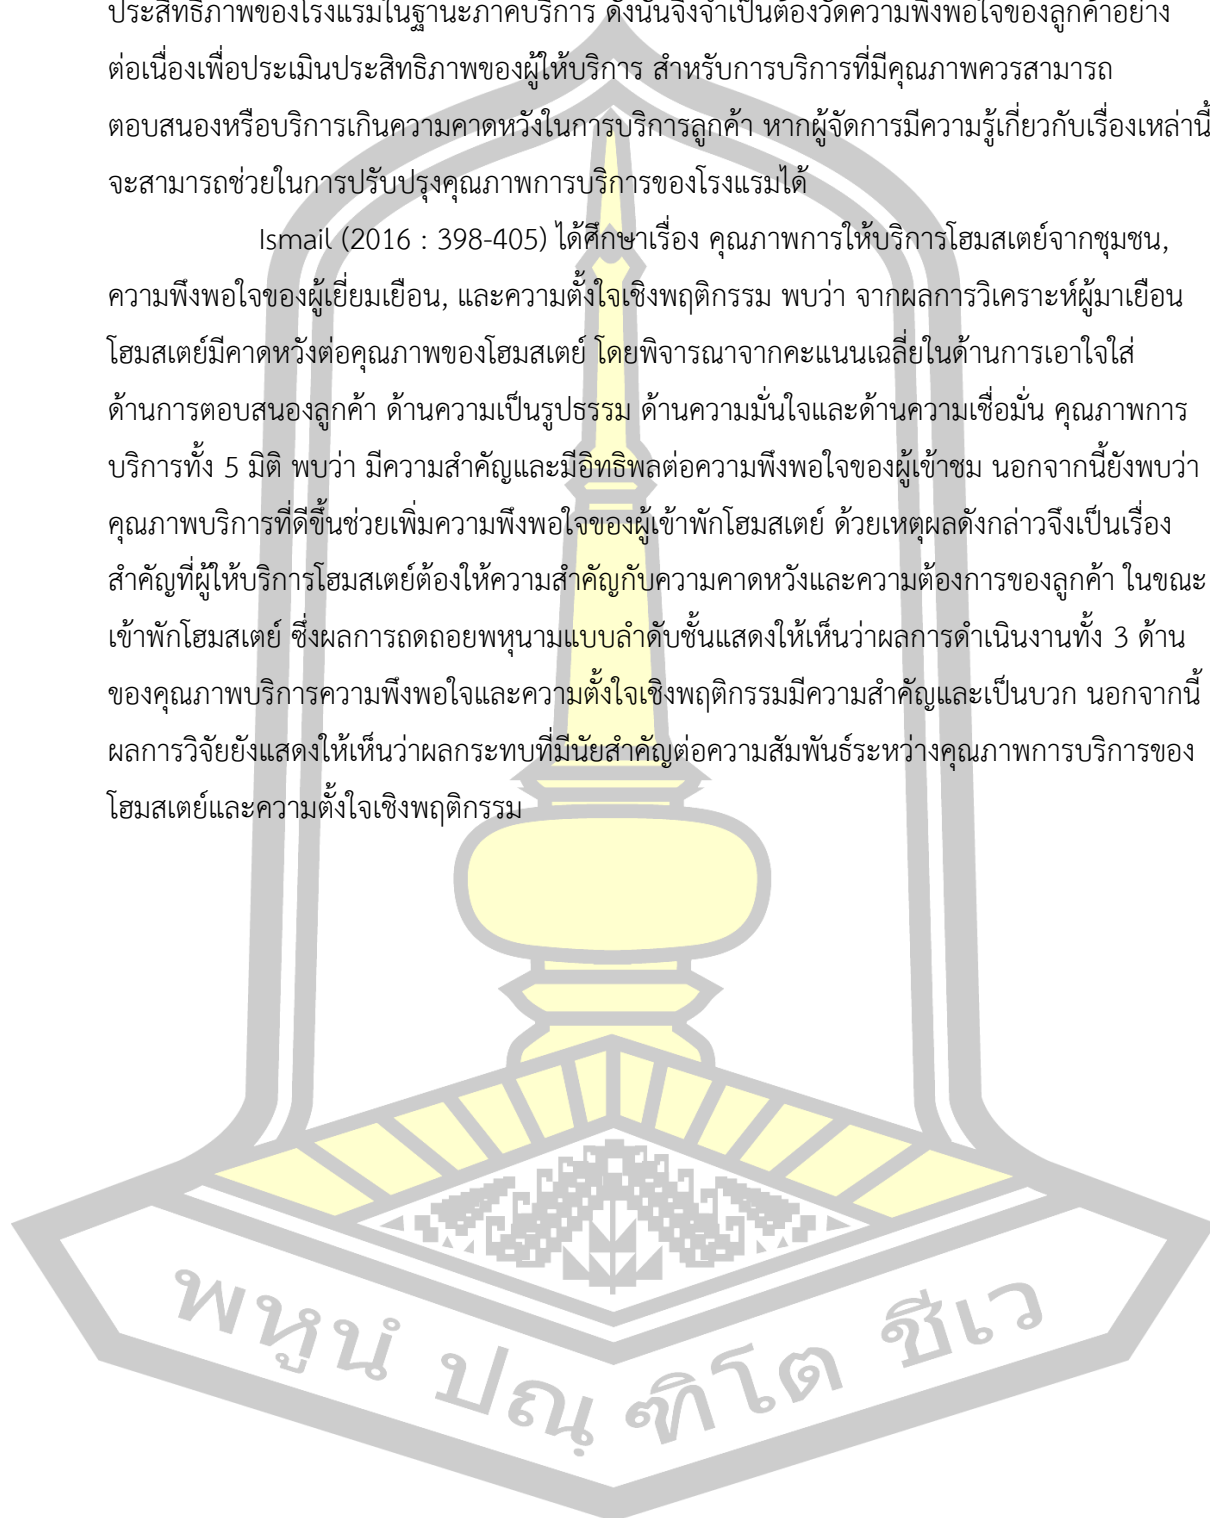 ประสิทธิภาพของโรงแรมในฐานะภาคบริการ ดังนั้นจึงจำเป็นต้องวัดความพึงพอใจของลูกค้าอย่าง
ต่อเนื่องเพื่อประเมินประสิทธิภาพของผู้ให้บริการ สำหรับการบริการที่มีคุณภาพควรสามารถ
ตอบสนองหรือบริการเกินความคาดหวังในการบริการลูกค้า หากผู้จัดการมีความรู้เกี่ยวกับเรื่องเหล่านี้
จะสามารถช่วยในการปรับปรุงคุณภาพการบริการของโรงแรมได้
Ismail (2016 : 398-405) ได้ศึกษาเรื่อง คุณภาพการให้บริการโฮมสเตย์จากชุมชน,
ความพึงพอใจของผู้เยี่ยมเยือน, และความตั้งใจเชิงพฤติกรรม พบว่า จากผลการวิเคราะห์ผู้มาเยือน
โฮมสเตย์มีคาดหวังต่อคุณภาพของโฮมสเตย์ โดยพิจารณาจากคะแนนเฉลี่ยในด้านการเอาใจใส่
ด้านการตอบสนองลูกค้า ด้านความเป็นรูปธรรม ด้านความมั่นใจและด้านความเชื่อมั่น คุณภาพการ
บริการทั้ง 5 มิติ พบว่า มีความสำคัญและมีอิทธิพลต่อความพึงพอใจของผู้เข้าชม นอกจากนี้ยังพบว่า
คุณภาพบริการที่ดีขึ้นช่วยเพิ่มความพึงพอใจของผู้เข้าพักโฮมสเตย์ ด้วยเหตุผลดังกล่าวจึงเป็นเรื่อง
สำคัญที่ผู้ให้บริการโฮมสเตย์ต้องให้ความสำคัญกับความคาดหวังและความต้องการของลูกค้า ในขณะ
เข้าพักโฮมสเตย์ ซึ่งผลการถดถอยพหุนามแบบลำดับชั้นแสดงให้เห็นว่าผลการดำเนินงานทั้ง 3 ด้าน
ของคุณภาพบริการความพึงพอใจและความตั้งใจเชิงพฤติกรรมมีความสำคัญและเป็นบวก นอกจากนี้
ผลการวิจัยยังแสดงให้เห็นว่าผลกระทบที่มีนัยสำคัญต่อความสัมพันธ์ระหว่างคุณภาพการบริการของ
โฮมสเตย์และความตั้งใจเชิงพฤติกรรม
พหูนํ ปณฺฑิโต ชีเว